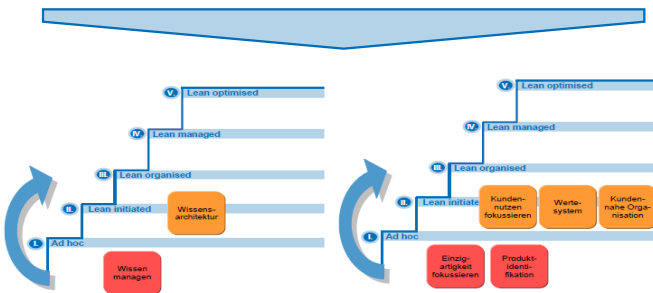 V. Lean optimised
IV. Lean managed
III. Lean organised
II. Lean initiated
Wissens-
architektur
I. Ad hoc
Wissen
managen
V. Lean optimised
IV. Lean managed
III. Lean organised
II. Lean initiate
Kunden-
nutzen
fokussieren
Werte-
system
Kunden-
nahe Orga-
nisation
I. Ad hoc
Einzig-
artigkeit
fokussieren
Produkt-
identi-
fikation